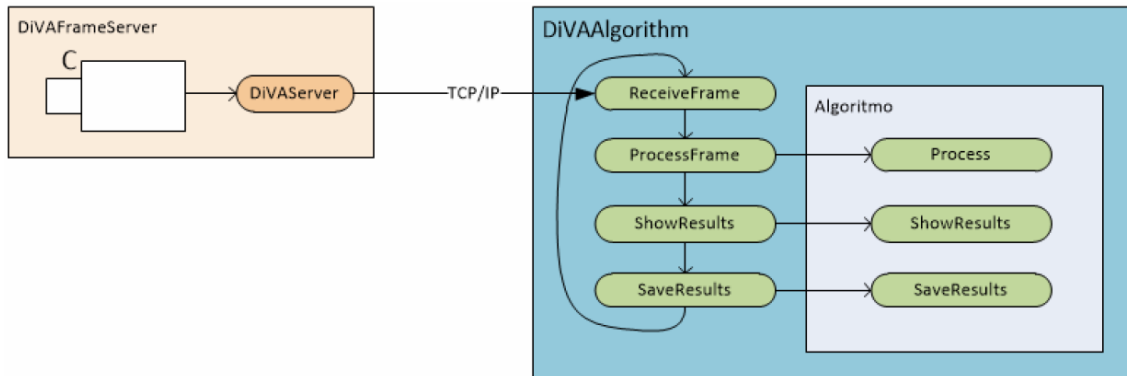 DiVAFrameServer
C
DiVAServer
TCP/IP
DiVAAlgorithm
ReceiveFrame
ProcessFrame
ShowResults
SaveResults
Algoritmo
Process
ShowResults
SaveResults